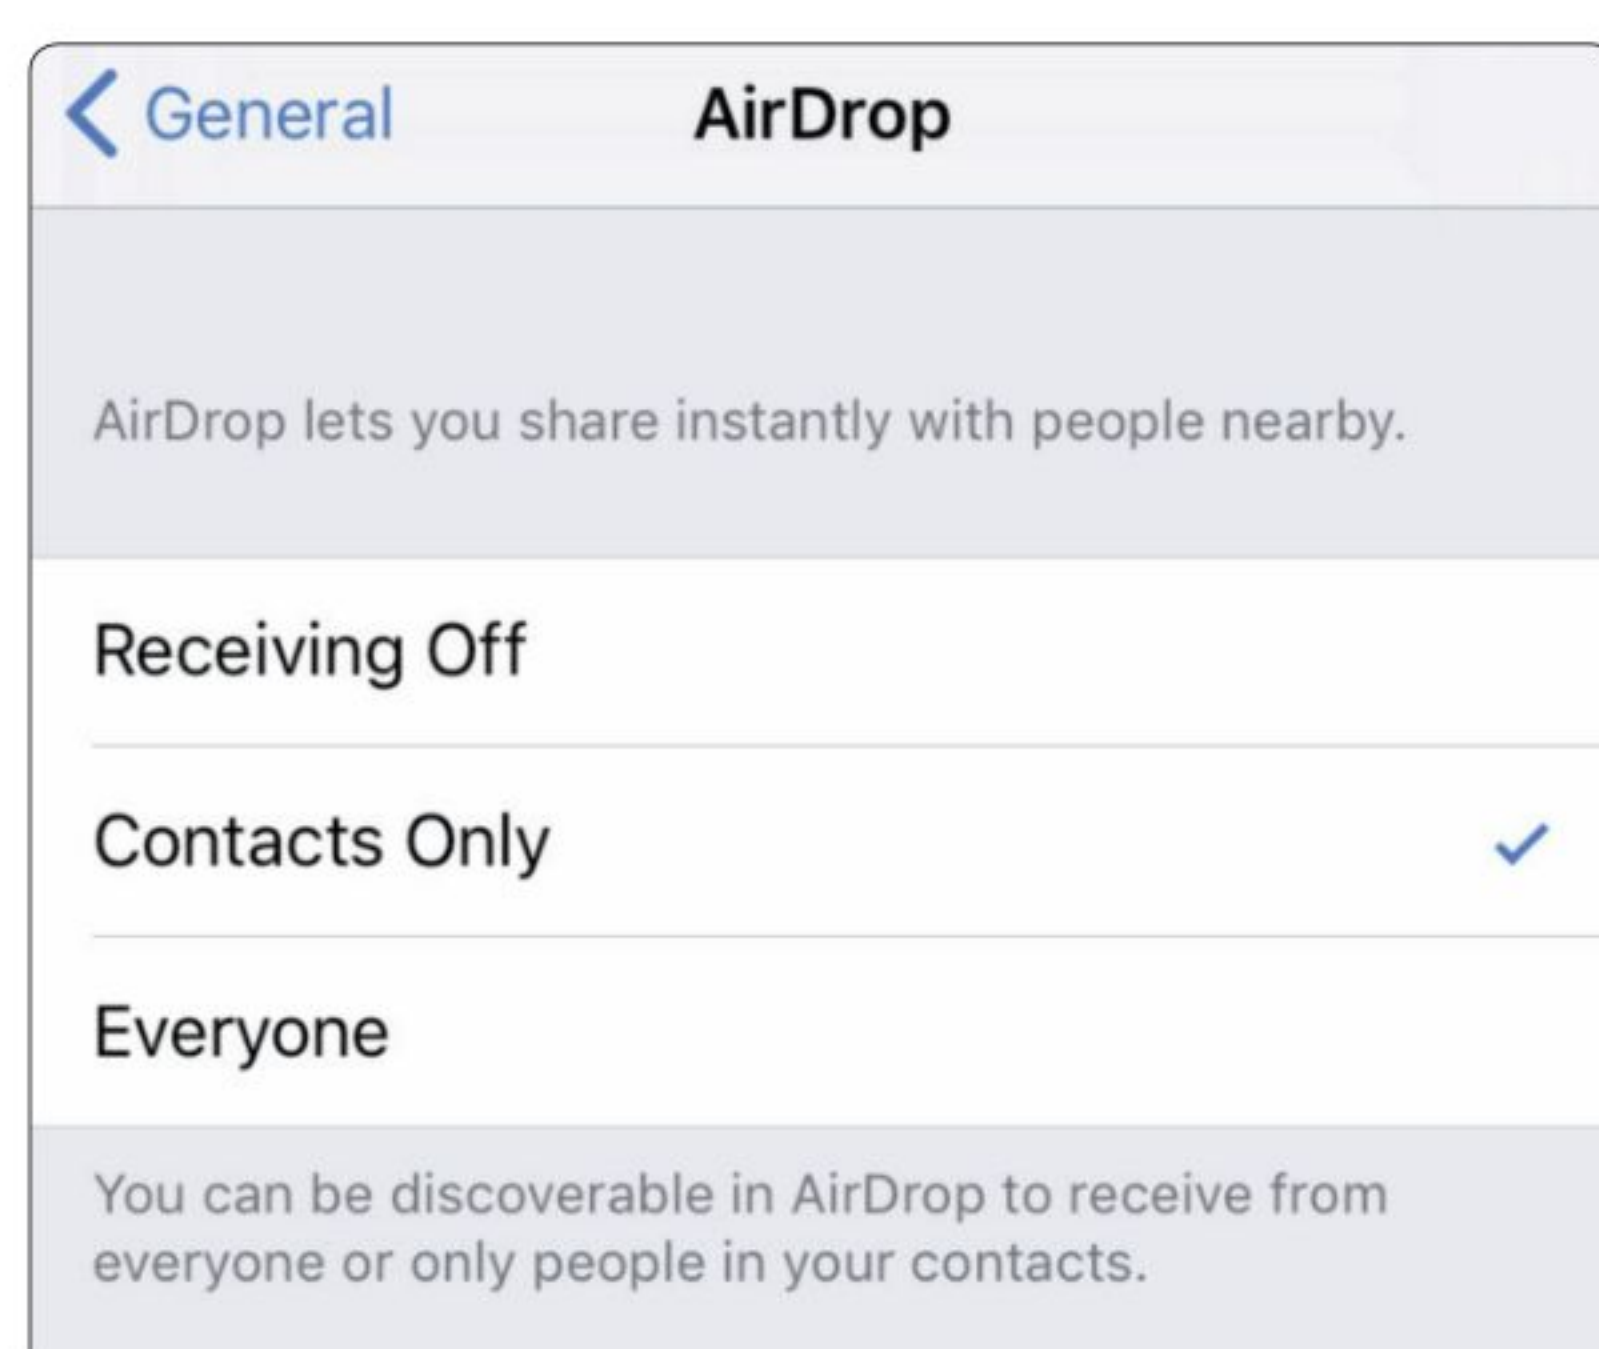 General
AirDrop
AirDrop lets you share instantly with people nearby.
Receiving Off
Contacts Only
Everyone
You can be discoverable in AirDrop to receive from
everyone or only people in your contacts.